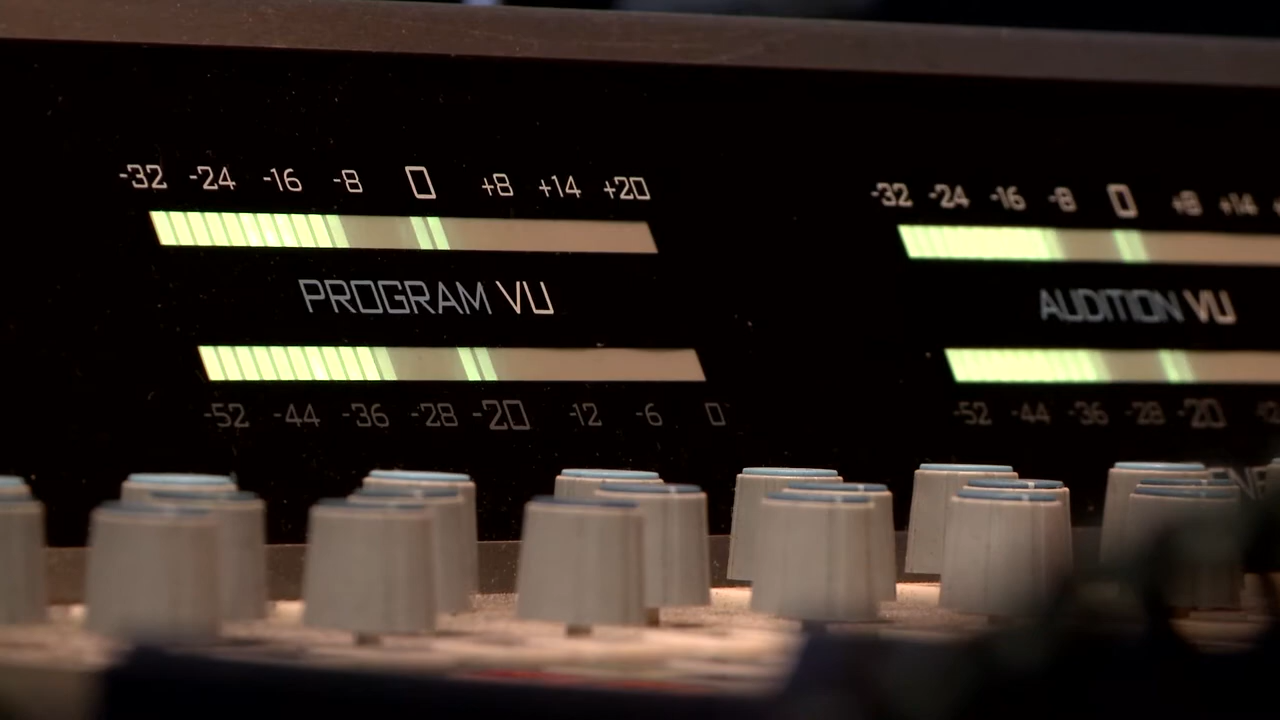 -32 -24 -16 -8 0 +8 +14 +20
PROGRAM VU
-52 -44 -36 -28 -20 -12 -6 0
-32 -24 -16 -8 0 +8 +14
AUDITION VU
-52 -44 -36 -28 -20